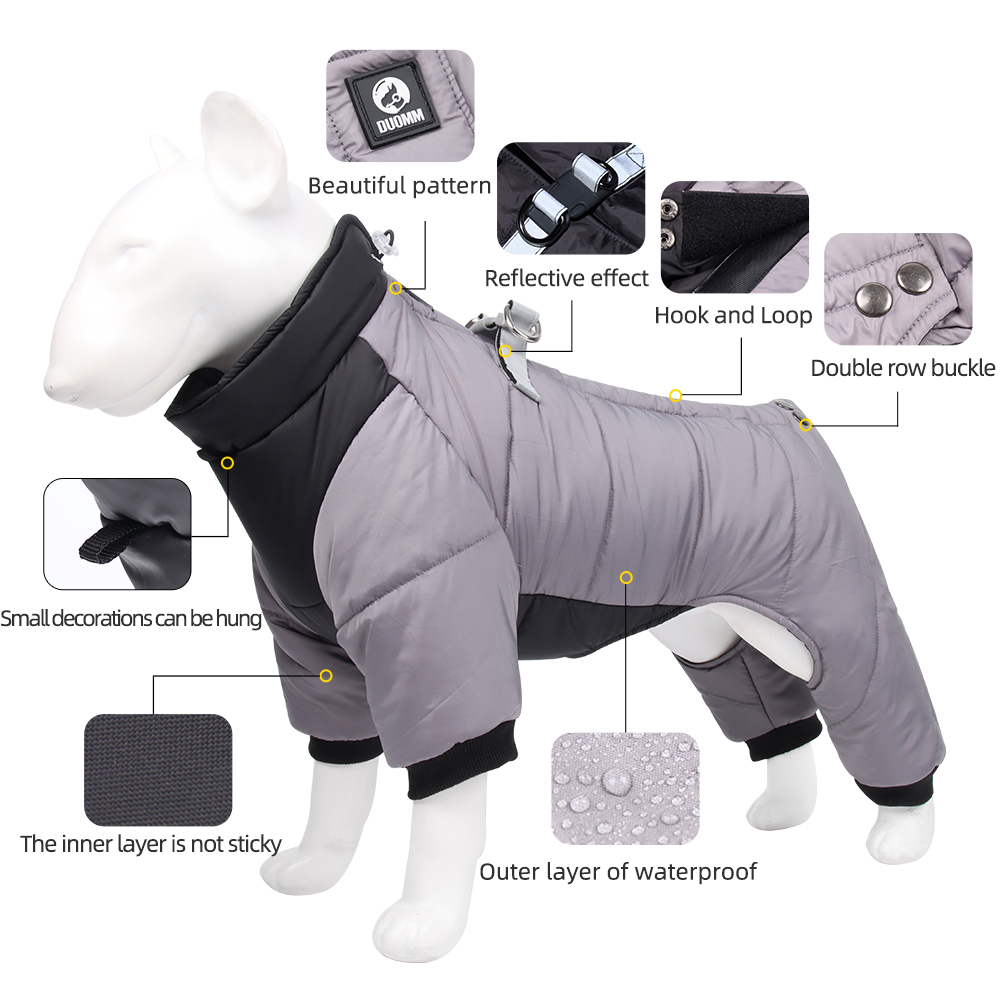 DUOMM
Beautiful pattern
Reflective effect
Hook and Loop
Double row buckle
Small decorations can be hung
The inner layer is not sticky
Outer layer of waterproof